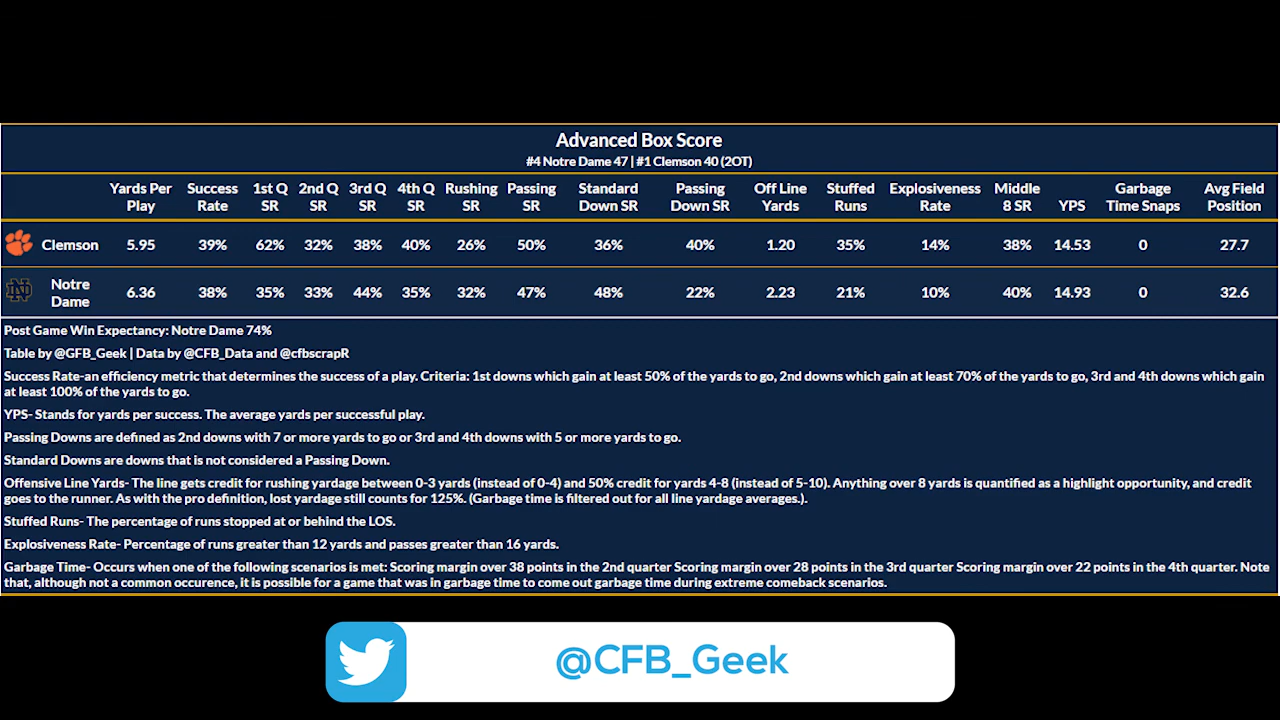 Advanced Box Score
#4 Notre Dame 47 | #1 Clemson 40 (2OT)
Yards Per Play Success Rate 1st Q SR 2nd Q SR 3rd Q SR 4th Q SR Rushing SR Passing SR Standard Down SR Passing Down SR Off Line Yards Stuffed Runs Explosiveness Rate Middle 8 SR YPS Garbage Time Snaps Avg Field Position
Clemson 5.95 39% 62% 32% 38% 40% 26% 50% 36% 40% 1.20 35% 14% 38% 14.53 0 27.7
Notre Dame 6.36 38% 35% 33% 44% 35% 32% 47% 48% 22% 2.23 21% 10% 40% 14.93 0 32.6
Post Game Win Expectancy: Notre Dame 74%
Table by @GFB_Geek | Data by @CFB_Data and @cfbscrapR
Success Rate-an efficiency metric that determines the success of a play. Criteria: 1st downs which gain at least 50% of the yards to go, 2nd downs which gain at least 70% of the yards to go, 3rd and 4th downs which gain
at least 100% of the yards to go.
YPS- Stands for yards per success. The average yards per successful play.
Passing Downs are defined as 2nd downs with 7 or more yards to go or 3rd and 4th downs with 5 or more yards to go.
Standard Downs are downs that is not considered a Passing Down.
Offensive Line Yards- The line gets credit for rushing yardage between 0-3 yards (instead of 0-4) and 50% credit for yards 4-8 (instead of 5-10). Anything over 8 yards is quantified as a highlight opportunity, and credit
goes to the runner. As with the pro definition, lost yardage still counts for 125%. (Garbage time is filtered out for all line yardage averages.).
Stuffed Runs- The percentage of runs stopped at or behind the LOS.
Explosiveness Rate- Percentage of runs greater than 12 yards and passes greater than 16 yards.
Garbage Time- Occurs when one of the following scenarios is met: Scoring margin over 38 points in the 2nd quarter Scoring margin over 28 points in the 3rd quarter Scoring margin over 22 points in the 4th quarter. Note
that, although not a common occurence, it is possible for a game that was in garbage time to come out garbage time during extreme comeback scenarios.
@CFB_Geek